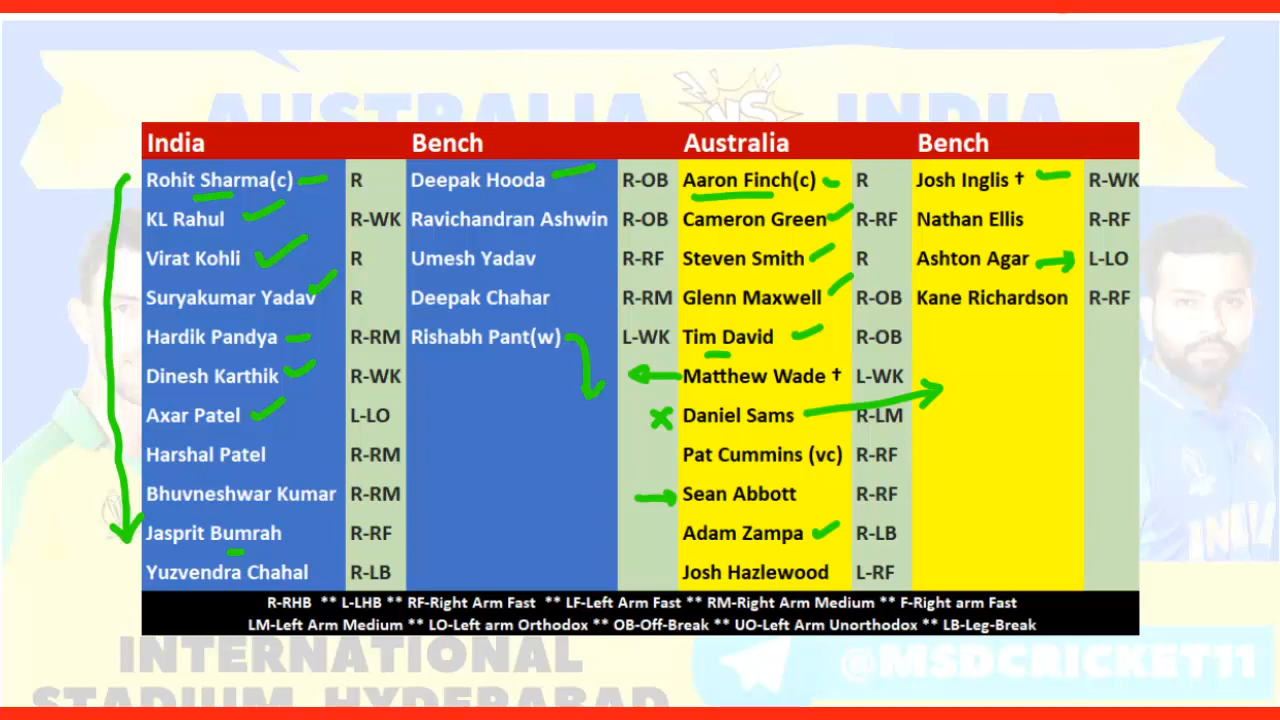 AUSTRALIA VS INDIA
India Bench Australia Bench
Rohit Sharma(c) R Deepak Hooda R-OB Aaron Finch(c) R Josh Inglis † R-WK
KL Rahul R-WK Ravichandran Ashwin R-OB Cameron Green R-RF Nathan Ellis R-RF
Virat Kohli R Umesh Yadav R-RF Steven Smith R Ashton Agar L-LO
Suryakumar Yadav R Deepak Chahar R-RM Glenn Maxwell R-OB Kane Richardson R-RF
Hardik Pandya R-RM Rishabh Pant(w) L-WK Tim David R-OB
Dinesh Karthik R-WK Matthew Wade † L-WK
Axar Patel L-LO Daniel Sams R-LM
Harshal Patel R-RM Pat Cummins (vc) R-RF
Bhuvneshwar Kumar R-RM Sean Abbott R-RF
Jasprit Bumrah R-RF Adam Zampa R-LB
Yuzvendra Chahal R-LB Josh Hazlewood L-RF
R-RHB ** L-LHB ** RF-Right Arm Fast ** LF-Left Arm Fast ** RM-Right Arm Medium ** F-Right arm Fast
LM-Left Arm Medium ** LO-Left arm Orthodox ** OB-Off-Break ** UO-Left Arm Unorthodox ** LB-Leg-Break
INTERNATIONAL
STADIUM, HYDERABAD
@MSDCRICKET11